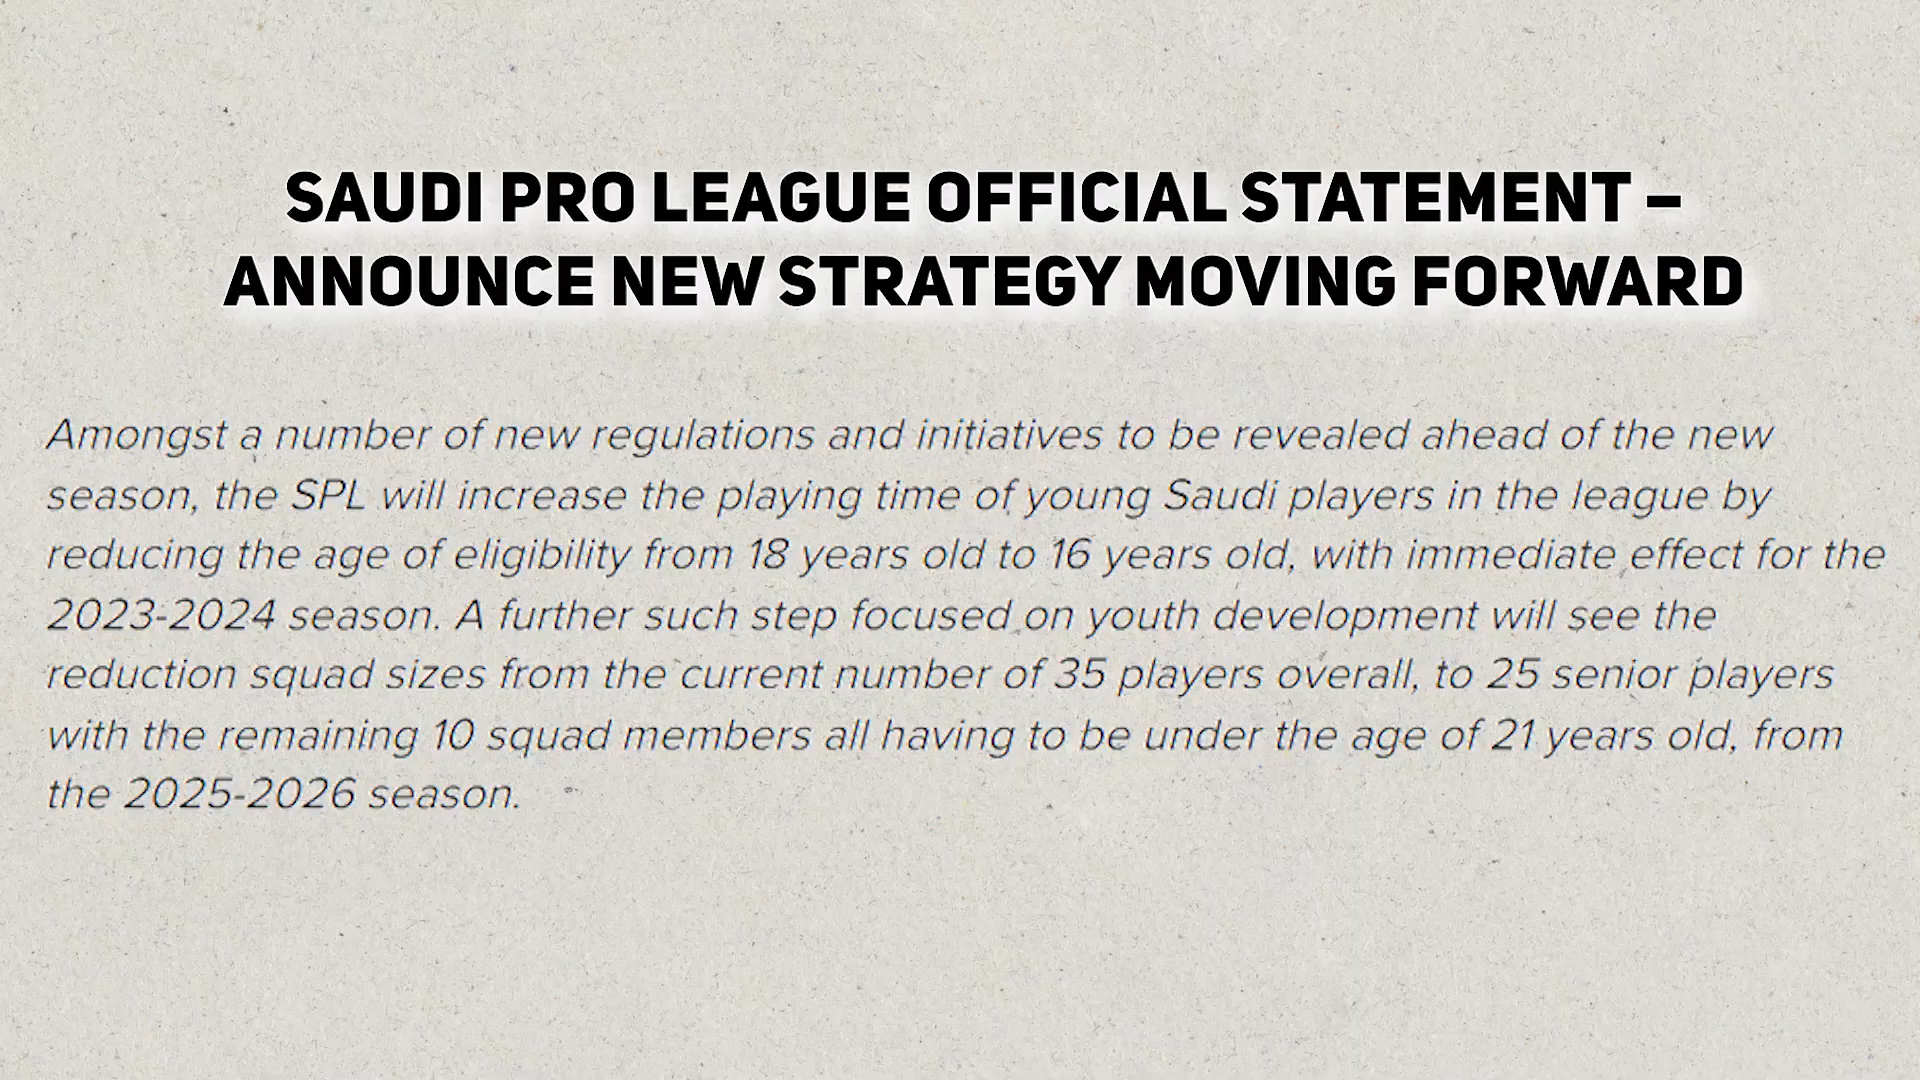 SAUDI PRO LEAGUE OFFICIAL STATEMENT –
ANNOUNCE NEW STRATEGY MOVING FORWARD
Amongst a number of new regulations and initiatives to be revealed ahead of the new
season, the SPL will increase the playing time of young Saudi players in the league by
reducing the age of eligibility from 18 years old to 16 years old, with immediate effect for the
2023-2024 season. A further such step focused on youth development will see the
reduction squad sizes from the current number of 35 players overall, to 25 senior players
with the remaining 10 squad members all having to be under the age of 21 years old, from
the 2025-2026 season.